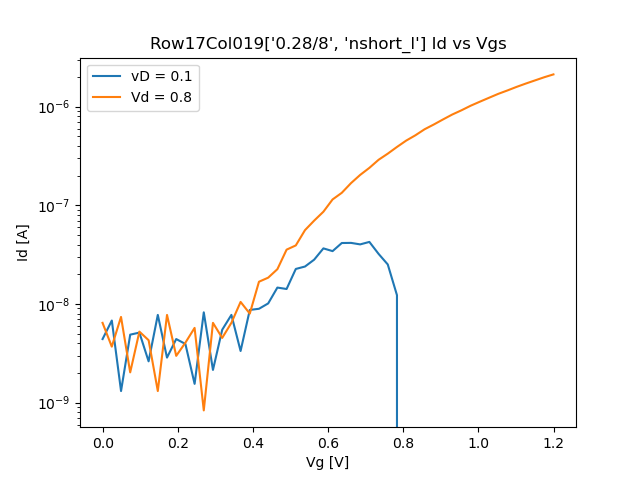 Row17Col019['0.28/8', 'nshort_l'] Id vs Vgs
vD = 0.1
Vd = 0.8
Id [A]
10⁻⁶
10⁻⁷
10⁻⁸
10⁻⁹
0.0 0.2 0.4 0.6 0.8 1.0 1.2
Vg [V]